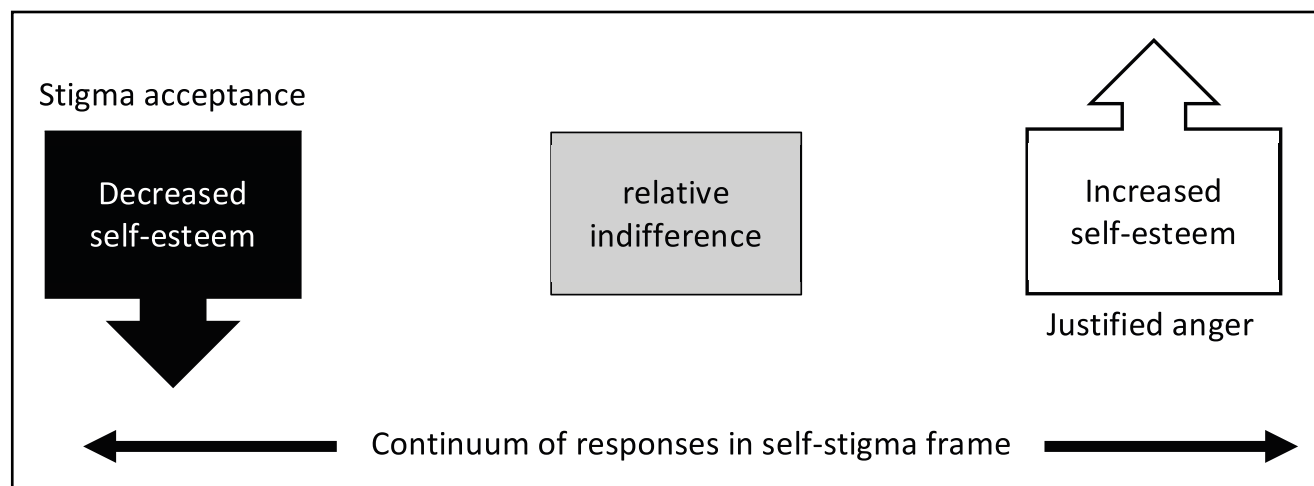 Stigma acceptance
Decreased
self-esteem
relative
indifference
Increased
self-esteem
Justified anger
Continuum of responses in self-stigma frame